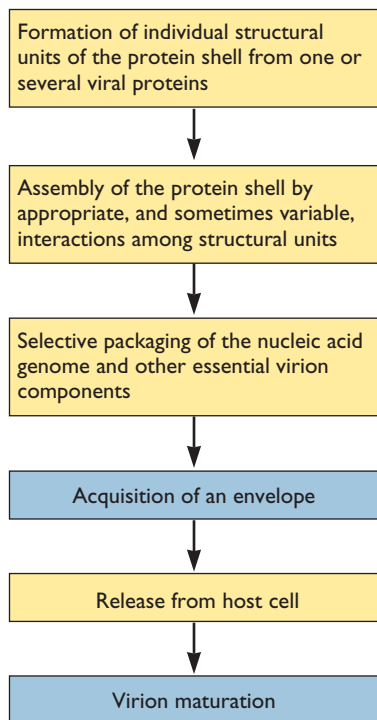 Formation of individual structural
units of the protein shell from one or
several viral proteins
Assembly of the protein shell by
appropriate, and sometimes variable,
interactions among structural units
Selective packaging of the nucleic acid
genome and other essential virion
components
Acquisition of an envelope
Release from host cell
Virion maturation